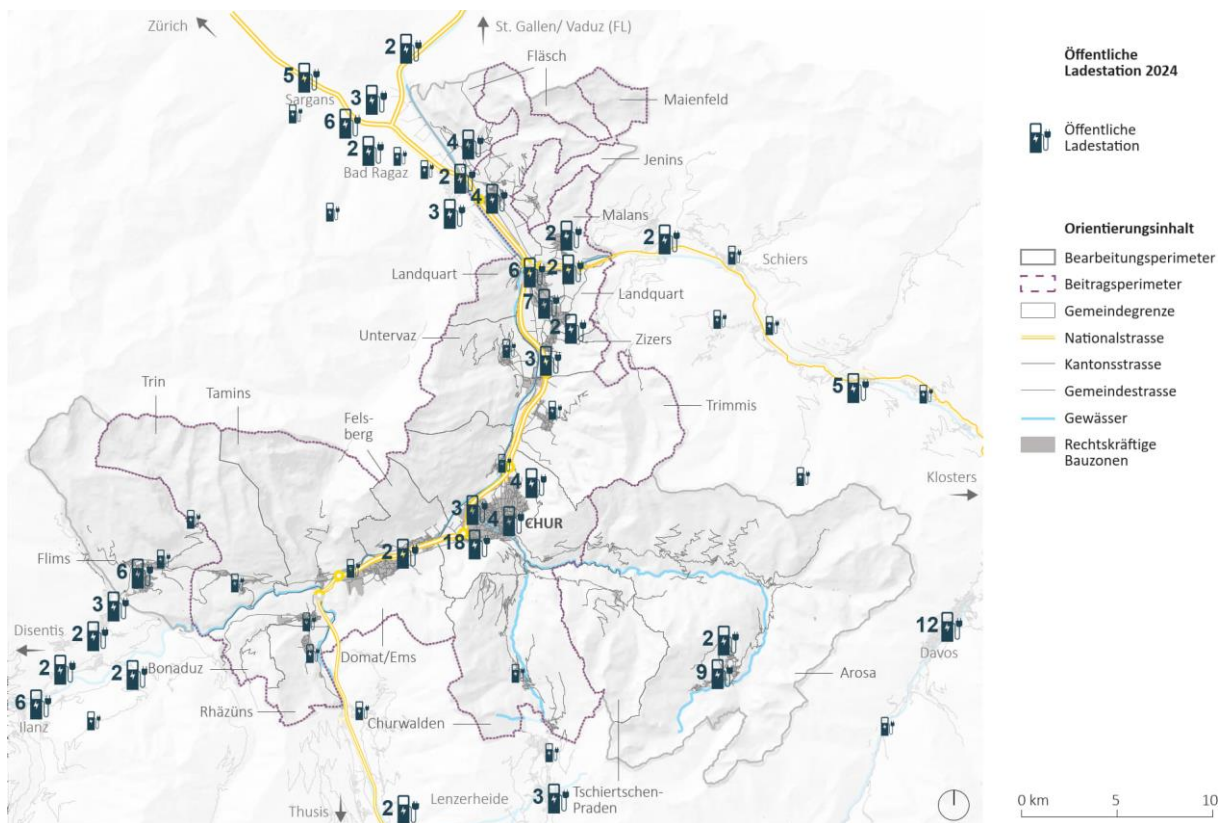 Zürich
St. Gallen/ Vaduz (FL)
2
Fläsch
5
Sargans
3
Maienfeld
6
4
2
Jenins
Bad Ragaz
2
4
3
Malans
2
2
Schiers
Landquart
6
2
Landquart
7
Untervaz
2
Zizers
3
Trin
Tamins
5
Trimmis
Fels-
berg
Klosters
4
3
4
CHUR
18
2
Flims
6
3
Disentis
2
12
Davos
2
2
2
Bonaduz
Domat/Ems
9
Arosa
6
Ilanz
Rhäzüns
Churwalden
Tschiertschen-
Praden
3
Lenzerheide
Thusis
2
Öffentliche
Ladestation 2024
Öffentliche
Ladestation
Orientierungsinhalt
Bearbeitungsperimeter
Beitragsperimeter
Gemeindegrenze
Nationalstrasse
Kantonsstrasse
Gemeindestrasse
Gewässer
Rechtskräftige
Bauzonen
0 km
5
10